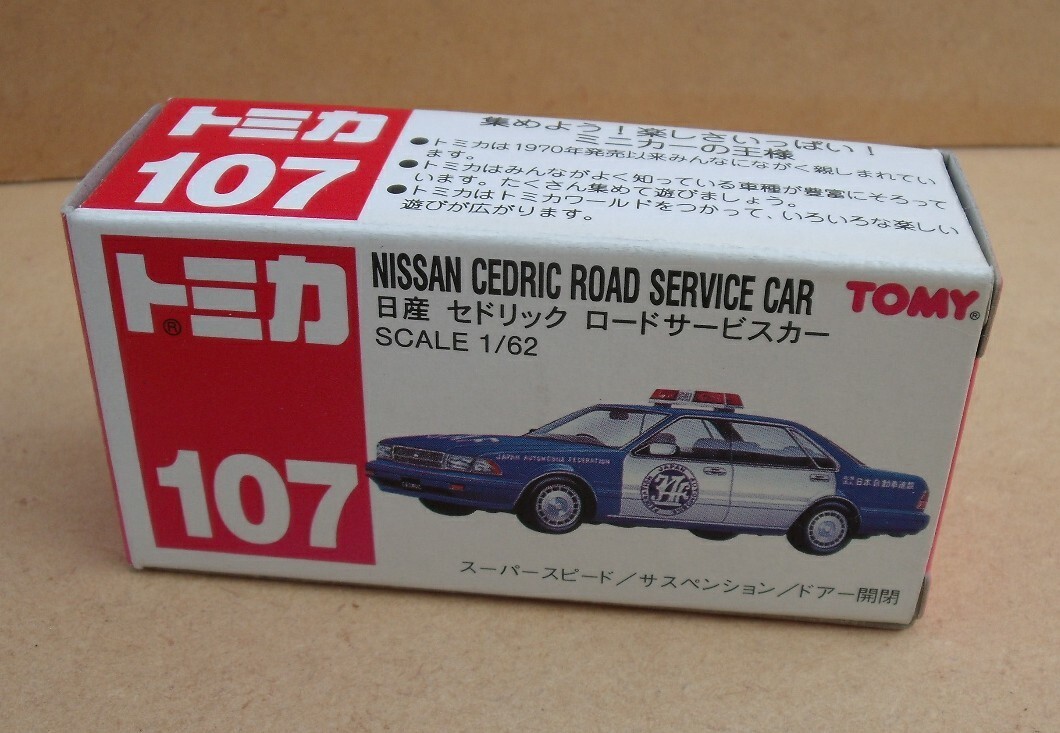 トミカ
107
集めよう！楽しさいっぱい！
ミニカーの王様
●トミカは1970年発売以来みんなにながく親しまれてい
ます。
●トミカはみんながよく知っている車種が豊富にそろって
います。たくさん集めて遊びましょう。
●トミカはトミカワールドをつかって、いろいろな楽しい
遊びが広がります。
トミカ
®
107
NISSAN CEDRIC ROAD SERVICE CAR
日産 セドリック ロードサービスカー
SCALE 1/62
TOMY®
JAPAN AUTOMOBILE FEDERATION
JAF
日本自動車連盟
スーパースピード／サスペンション／ドアー開閉